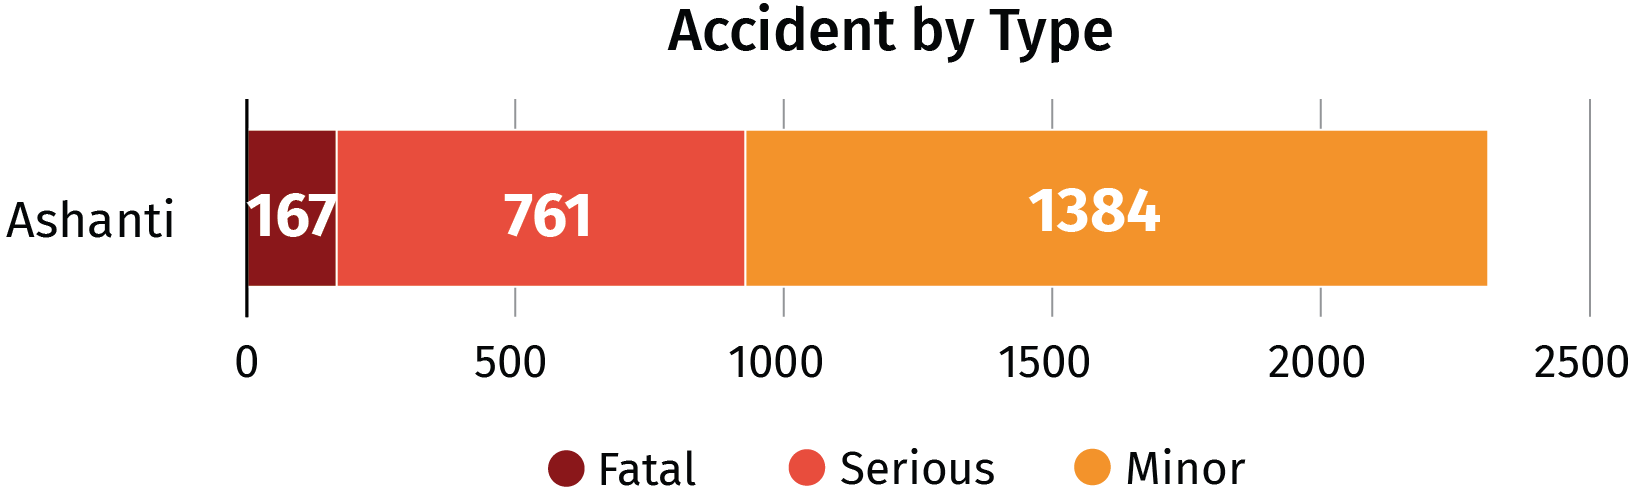 Accident by Type
Ashanti
167 761 1384
0 500 1000 1500 2000 2500
Fatal Serious Minor